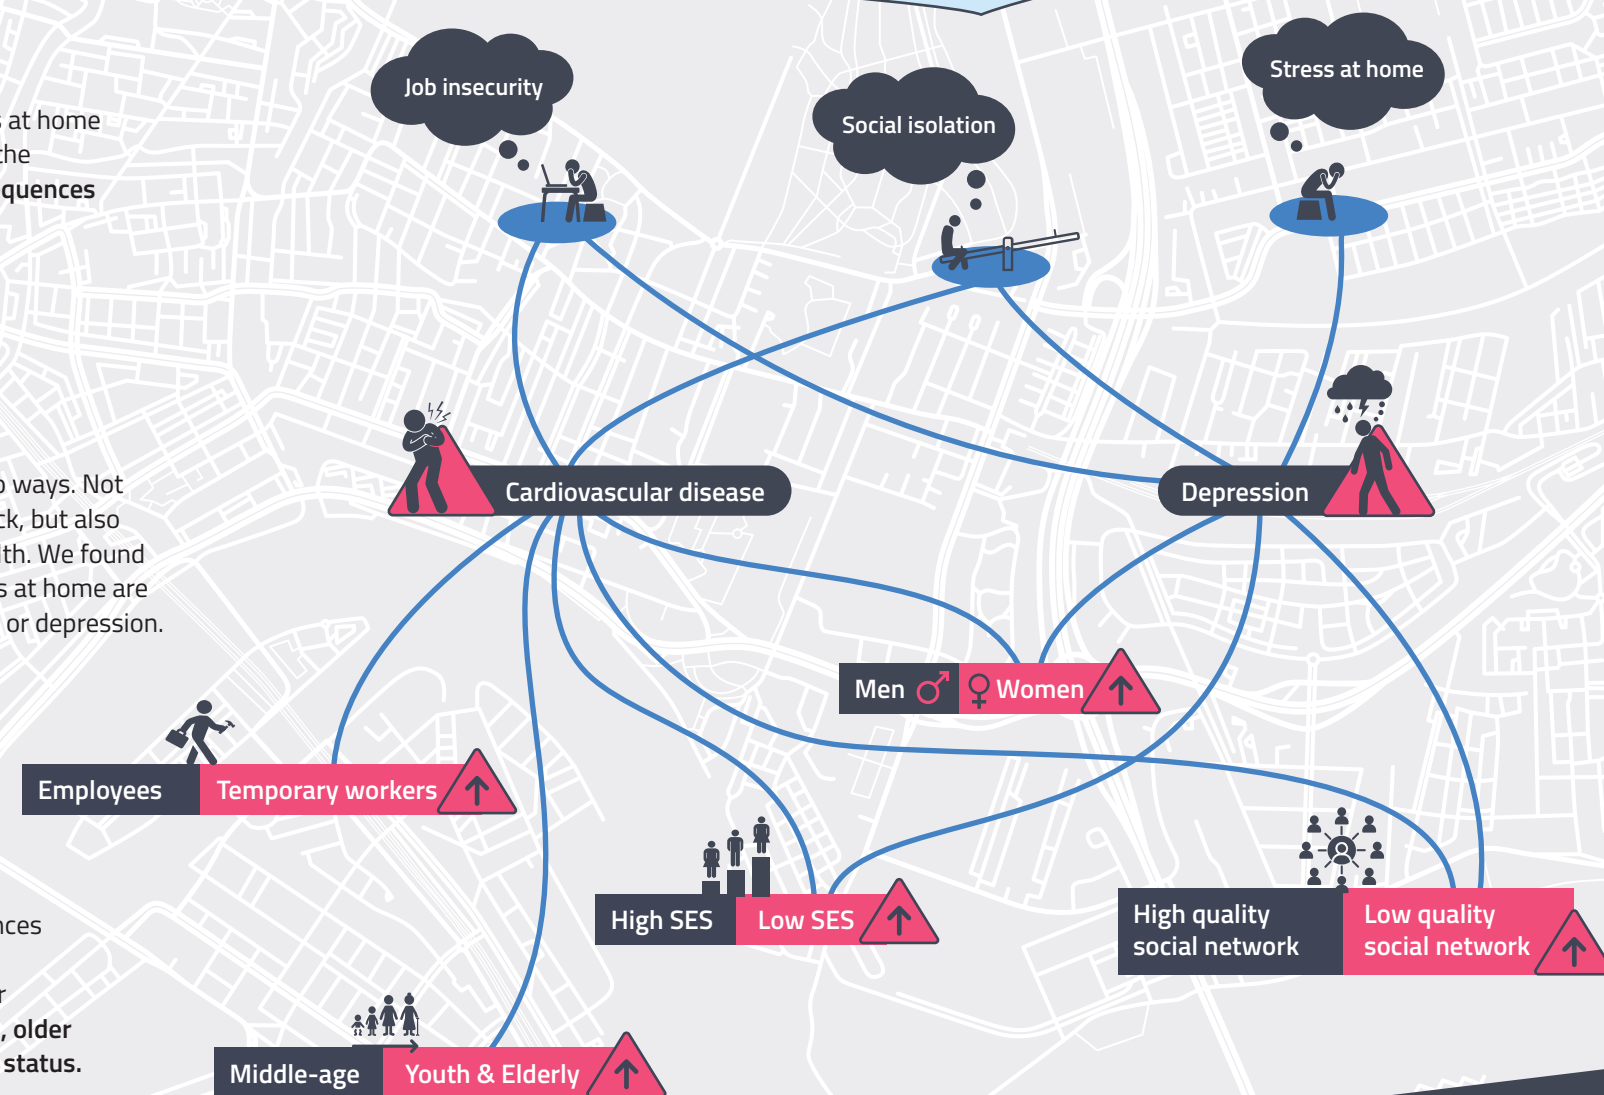 Job insecurity
Social isolation
Stress at home
at home
the
quences
Cardiovascular disease
Depression
ways. Not
but also
We found
at home are
or depression.
Men
Women
Employees
Temporary workers
High SES
Low SES
High quality
social network
Low quality
social network
older
status.
Middle-age
Youth & Elderly